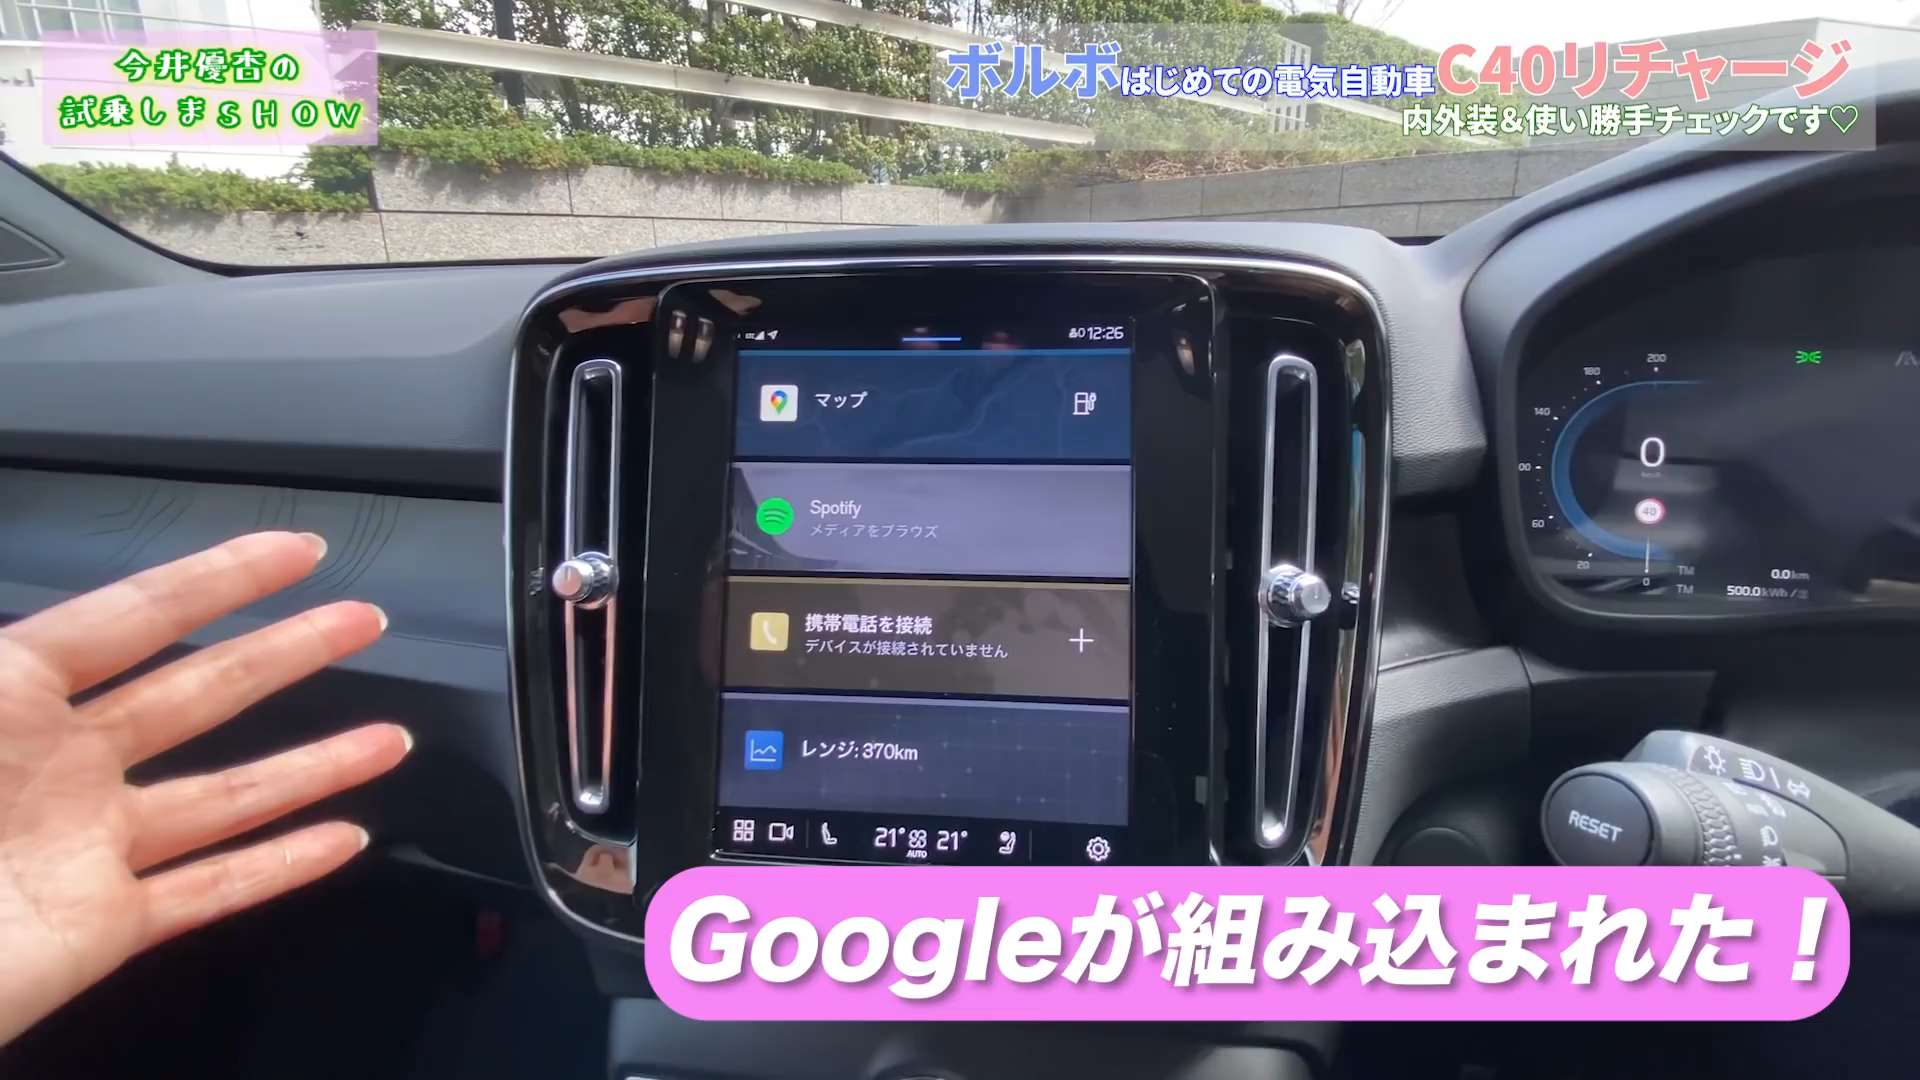 今井優杏の
試乗しまSHOW
ボルボはじめての電気自動車C40リチャージ
内外装&使い勝手チェックです♡
12:26
マップ
Spotify
メディアをブラウズ
携帯電話を接続
デバイスが接続されていません
レンジ: 370km
21° AUTO 21°
200
180
140
60
20
0
0
40
TM 0.0 km
TM 500.0 kWh/
RESET
Googleが組み込まれた！